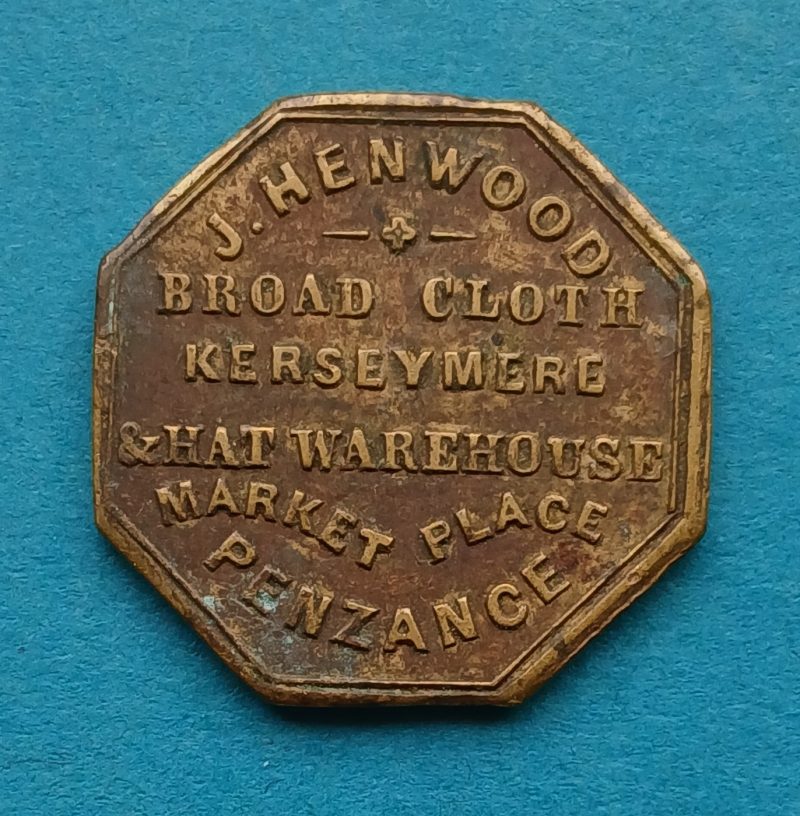 J. HENWOOD
BROAD CLOTH
KERSEYMERE
& HAT WAREHOUSE
MARKET PLACE
PENZANCE